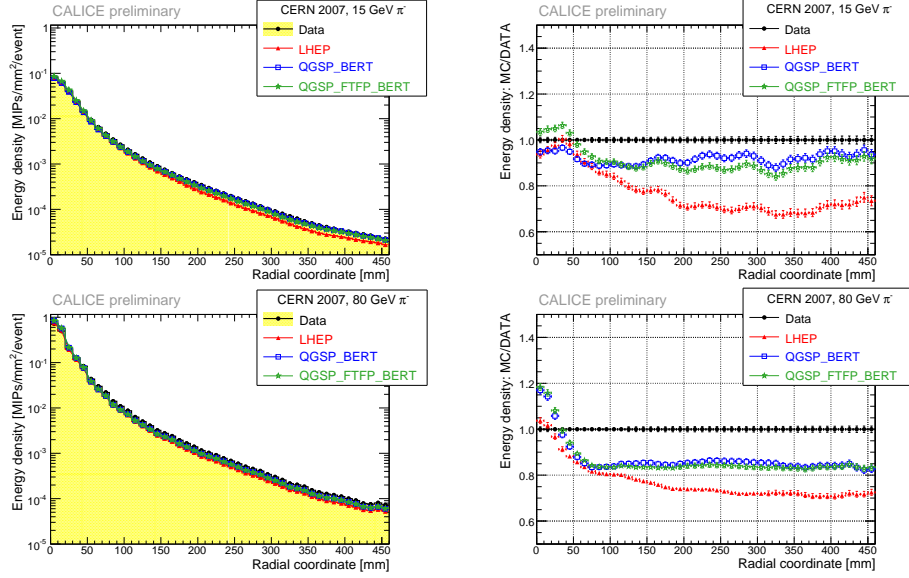 CALICE preliminary
CERN 2007, 15 GeV π⁻
Data
LHEP
QGSP_BERT
QGSP_FTFP_BERT
Energy density [MIPs/mm²/event]
10⁻¹
10⁻²
10⁻³
10⁻⁴
10⁻⁵
1
0 50 100 150 200 250 300 350 400 450
Radial coordinate [mm]
CALICE preliminary
CERN 2007, 15 GeV π⁻
Data
LHEP
QGSP_BERT
QGSP_FTFP_BERT
Energy density: MC/DATA
1.4
1.2
1.0
0.8
0.6
0 50 100 150 200 250 300 350 400 450
Radial coordinate [mm]
CALICE preliminary
CERN 2007, 80 GeV π⁻
Data
LHEP
QGSP_BERT
QGSP_FTFP_BERT
Energy density [MIPs/mm²/event]
1
10⁻¹
10⁻²
10⁻³
10⁻⁴
10⁻⁵
0 50 100 150 200 250 300 350 400 450
Radial coordinate [mm]
CALICE preliminary
CERN 2007, 80 GeV π⁻
Data
LHEP
QGSP_BERT
QGSP_FTFP_BERT
Energy density: MC/DATA
1.4
1.2
1.0
0.8
0.6
0 50 100 150 200 250 300 350 400 450
Radial coordinate [mm]